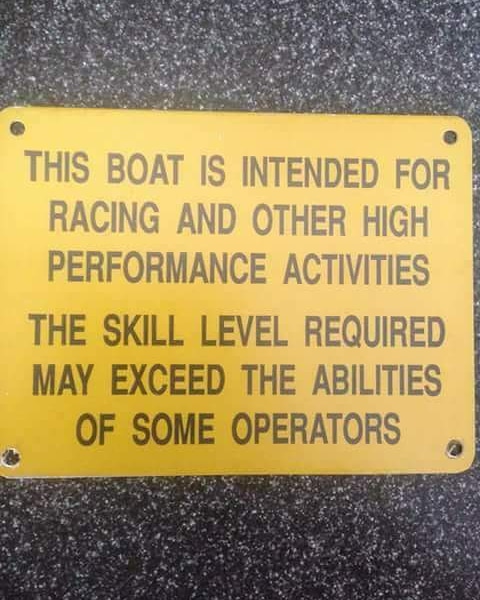 THIS BOAT IS INTENDED FOR
RACING AND OTHER HIGH
PERFORMANCE ACTIVITIES
THE SKILL LEVEL REQUIRED
MAY EXCEED THE ABILITIES
OF SOME OPERATORS